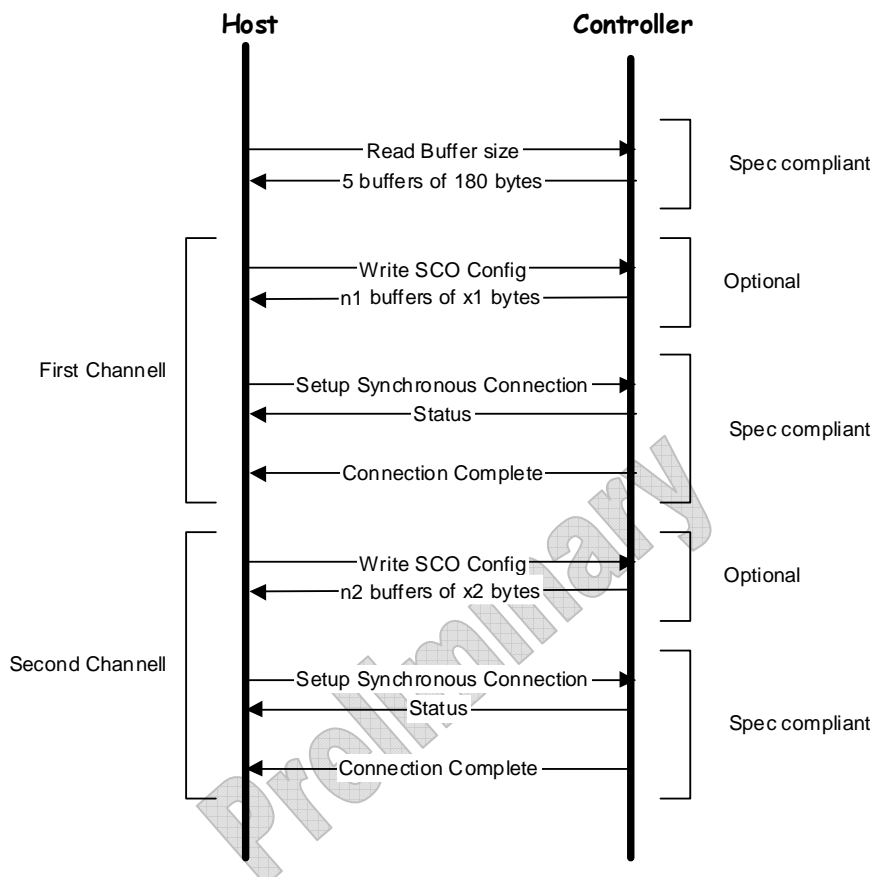 Host
Controller
Read Buffer size
5 buffers of 180 bytes
Spec compliant
Write SCO Config
n1 buffers of x1 bytes
Optional
First Channell
Setup Synchronous Connection
Status
Connection Complete
Spec compliant
Write SCO Config
n2 buffers of x2 bytes
Optional
Second Channell
Setup Synchronous Connection
Status
Connection Complete
Spec compliant
Preliminary